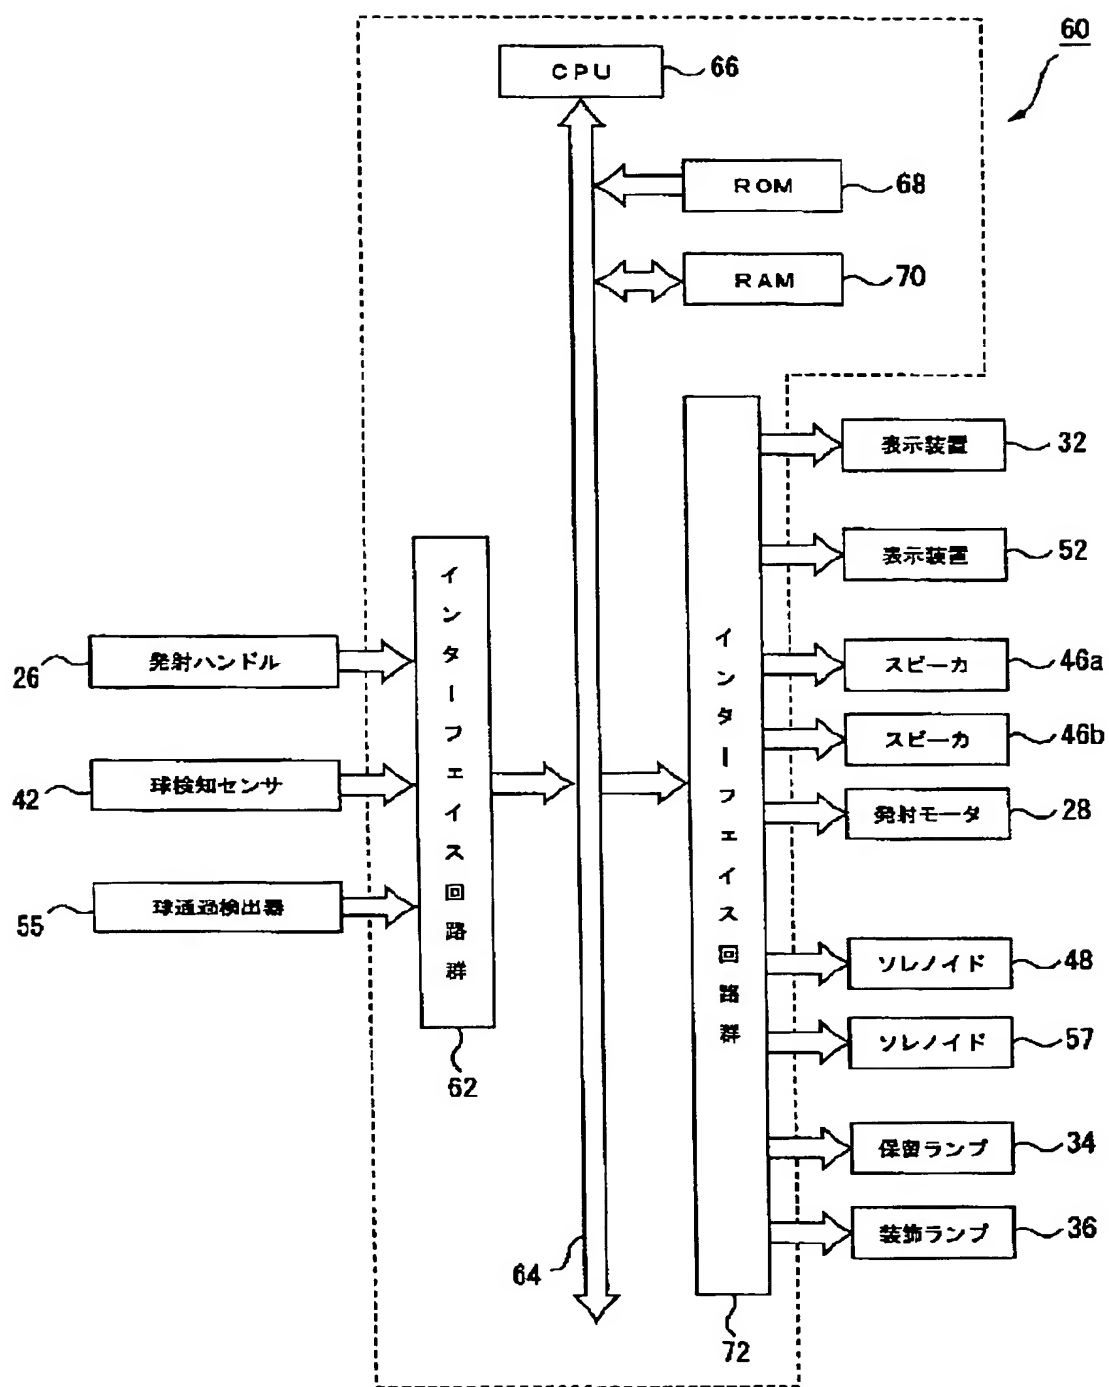 60
CPU
66
ROM
68
RAM
70
表示装置
32
表示装置
52
インターフェイス回路群
62
発射ハンドル
26
球検知センサ
42
球通過検出器
55
インターフェイス回路群
72
スピーカ
46a
スピーカ
46b
発射モータ
28
ソレノイド
48
ソレノイド
57
保留ランプ
34
装飾ランプ
36
64